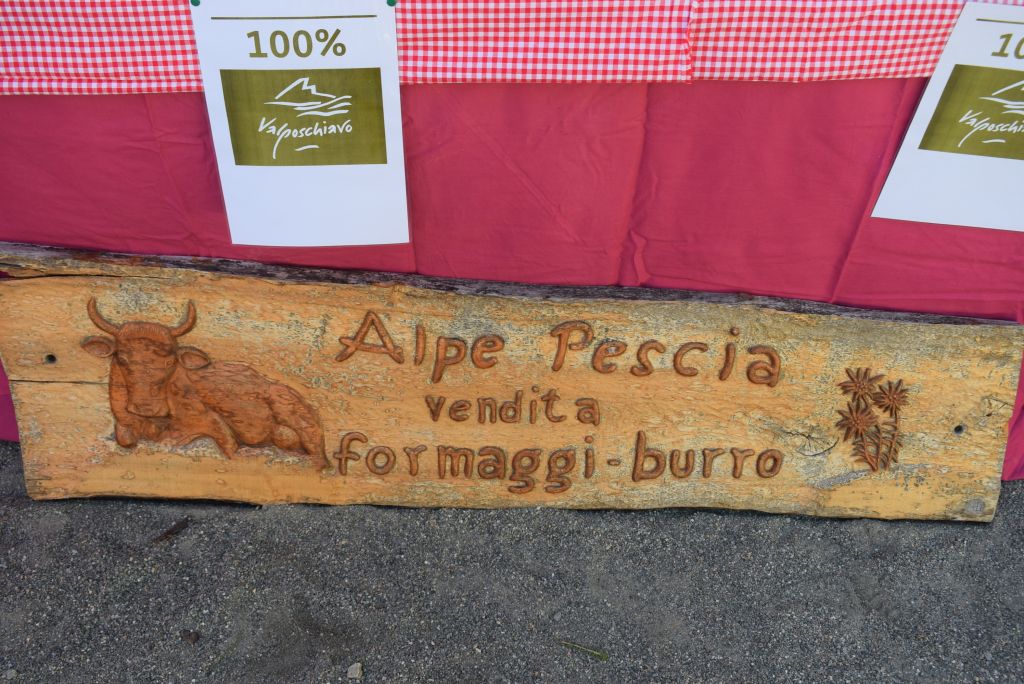 100%
Valposchiavo
Alpe Pescia
vendita
formaggi-burro